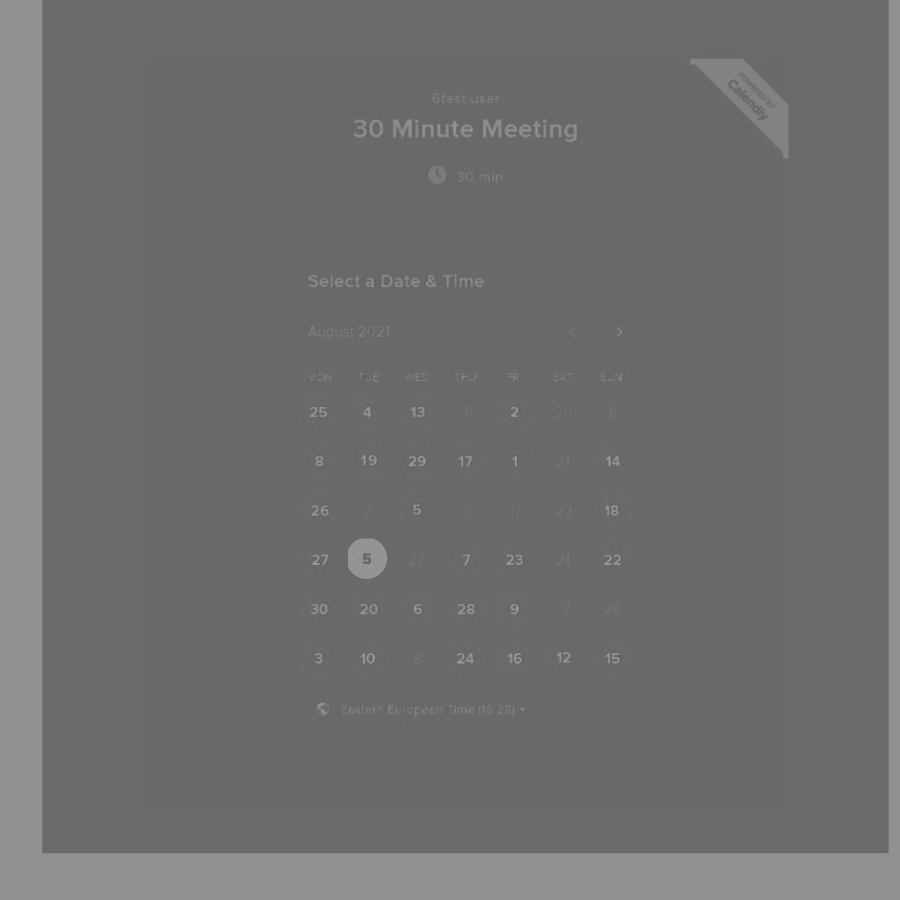 POWERED BY
Calendly
6test user
30 Minute Meeting
30 min
Select a Date & Time
August 2021
MON TUE WED THU FRI SAT SUN
25 4 13 2 20 8
8 19 29 17 1 21 14
26 7 5 15 17 22 18
27 5 27 7 23 21 22
30 20 6 28 9 28
3 10 8 24 16 12 15
Eastern European Time (16:28)